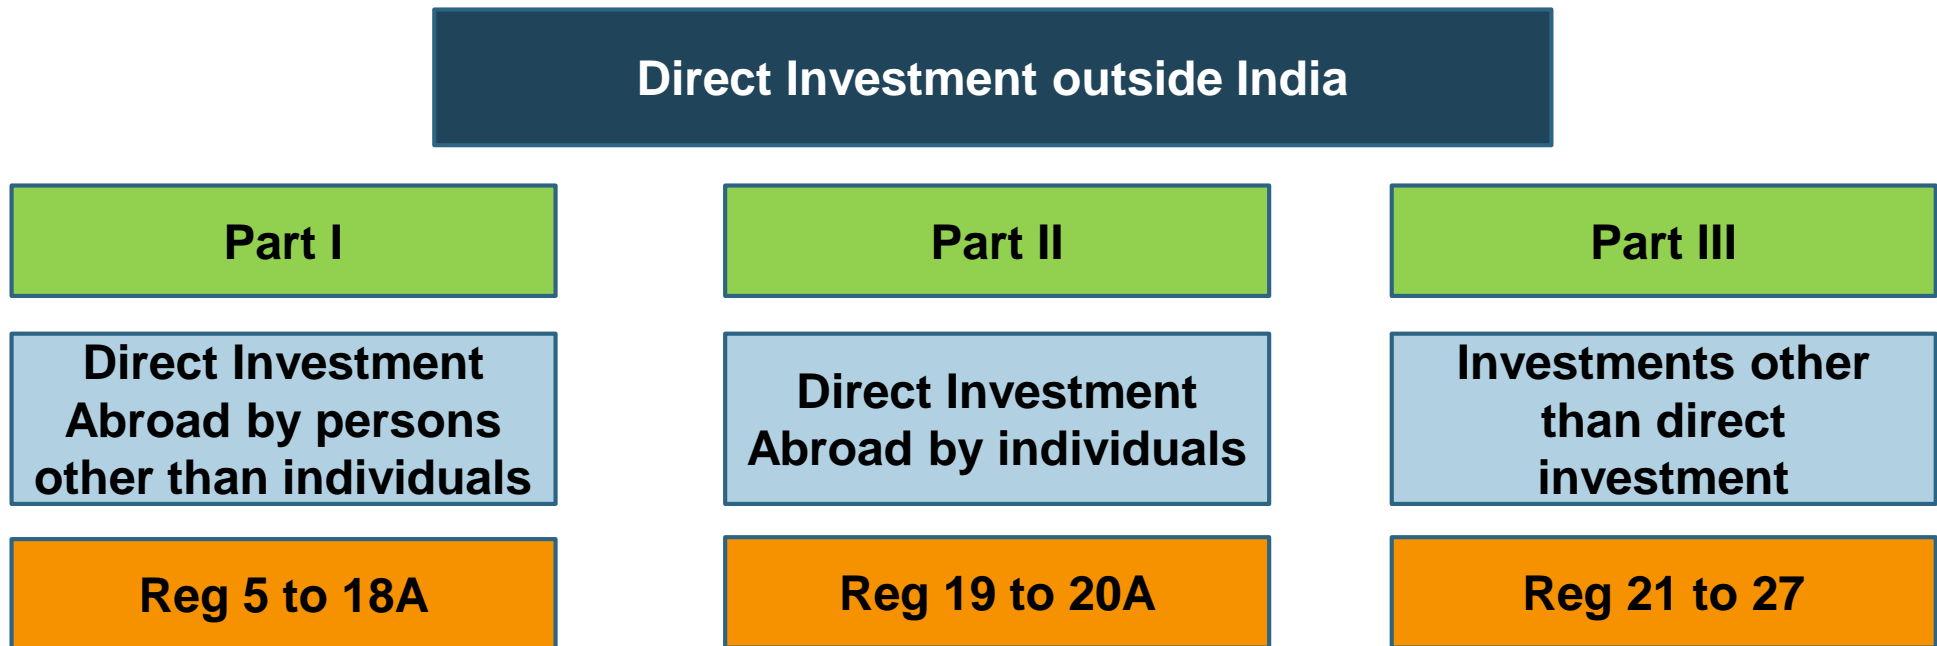 Direct Investment outside India
Part I
Part II
Part III
Direct Investment
Abroad by persons
other than individuals
Direct Investment
Abroad by individuals
Investments other
than direct
investment
Reg 5 to 18A
Reg 19 to 20A
Reg 21 to 27